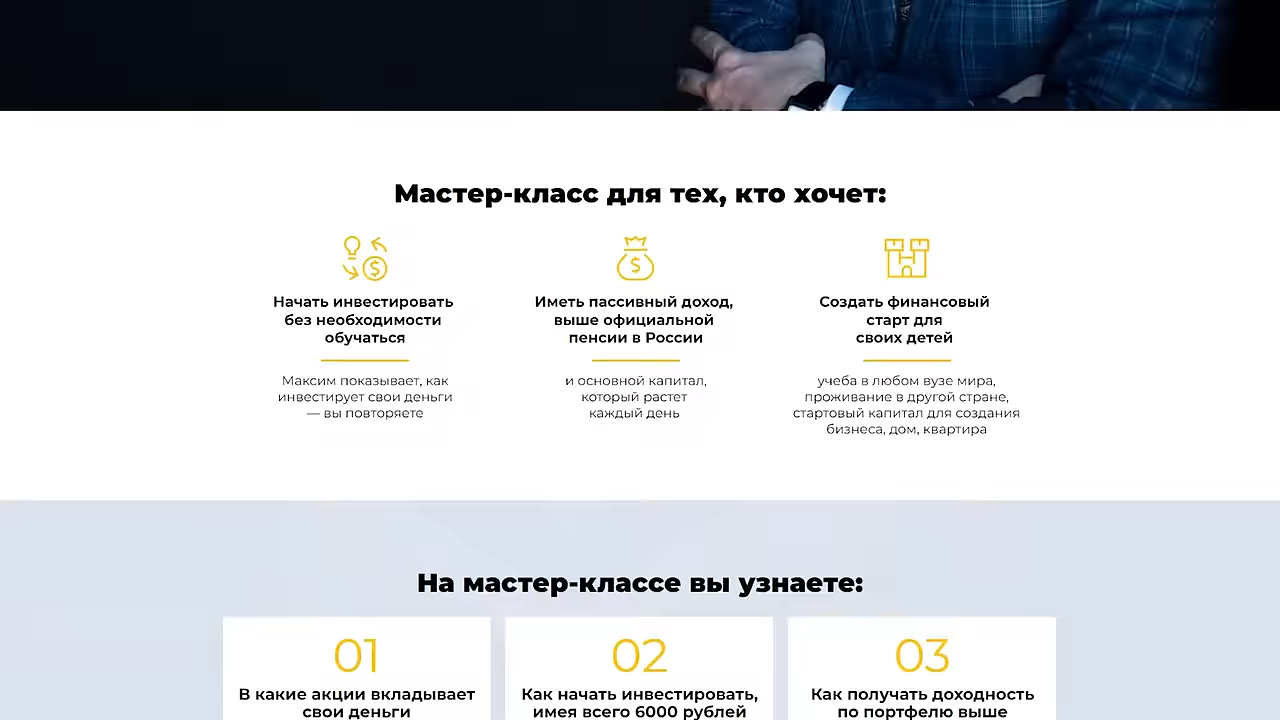 Мастер-класс для тех, кто хочет:
Начать инвестировать
без необходимости
обучаться
Максим показывает, как
инвестирует свои деньги
— вы повторяете
Иметь пассивный доход,
выше официальной
пенсии в России
и основной капитал,
который растет
каждый день
Создать финансовый
старт для
своих детей
учеба в любом вузе мира,
проживание в другой стране,
стартовый капитал для создания
бизнеса, дом, квартира
На мастер-классе вы узнаете:
01
В какие акции вкладывает
свои деньги
02
Как начать инвестировать,
имея всего 6000 рублей
03
Как получать доходность
по портфелю выше